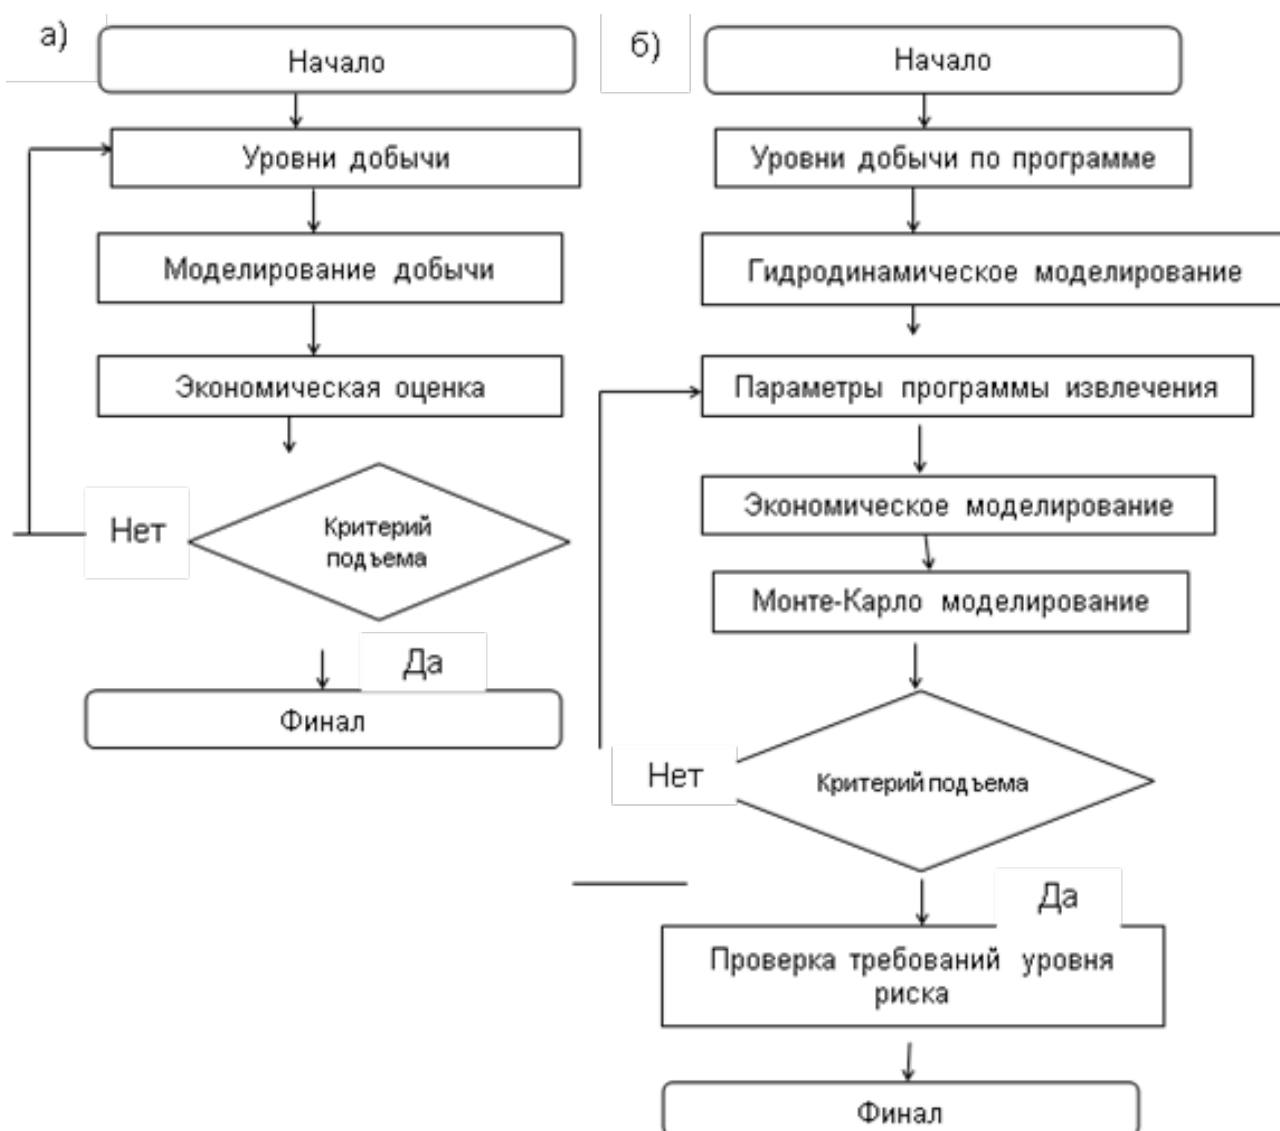 а)
Начало
Уровни добычи
Моделирование добычи
Экономическая оценка
Нет
Критерий
подъема
Да
Финал
б)
Начало
Уровни добычи по программе
Гидродинамическое моделирование
Параметры программы извлечения
Экономическое моделирование
Монте-Карло моделирование
Нет
Критерий подъема
Да
Проверка требований уровня
риска
Финал